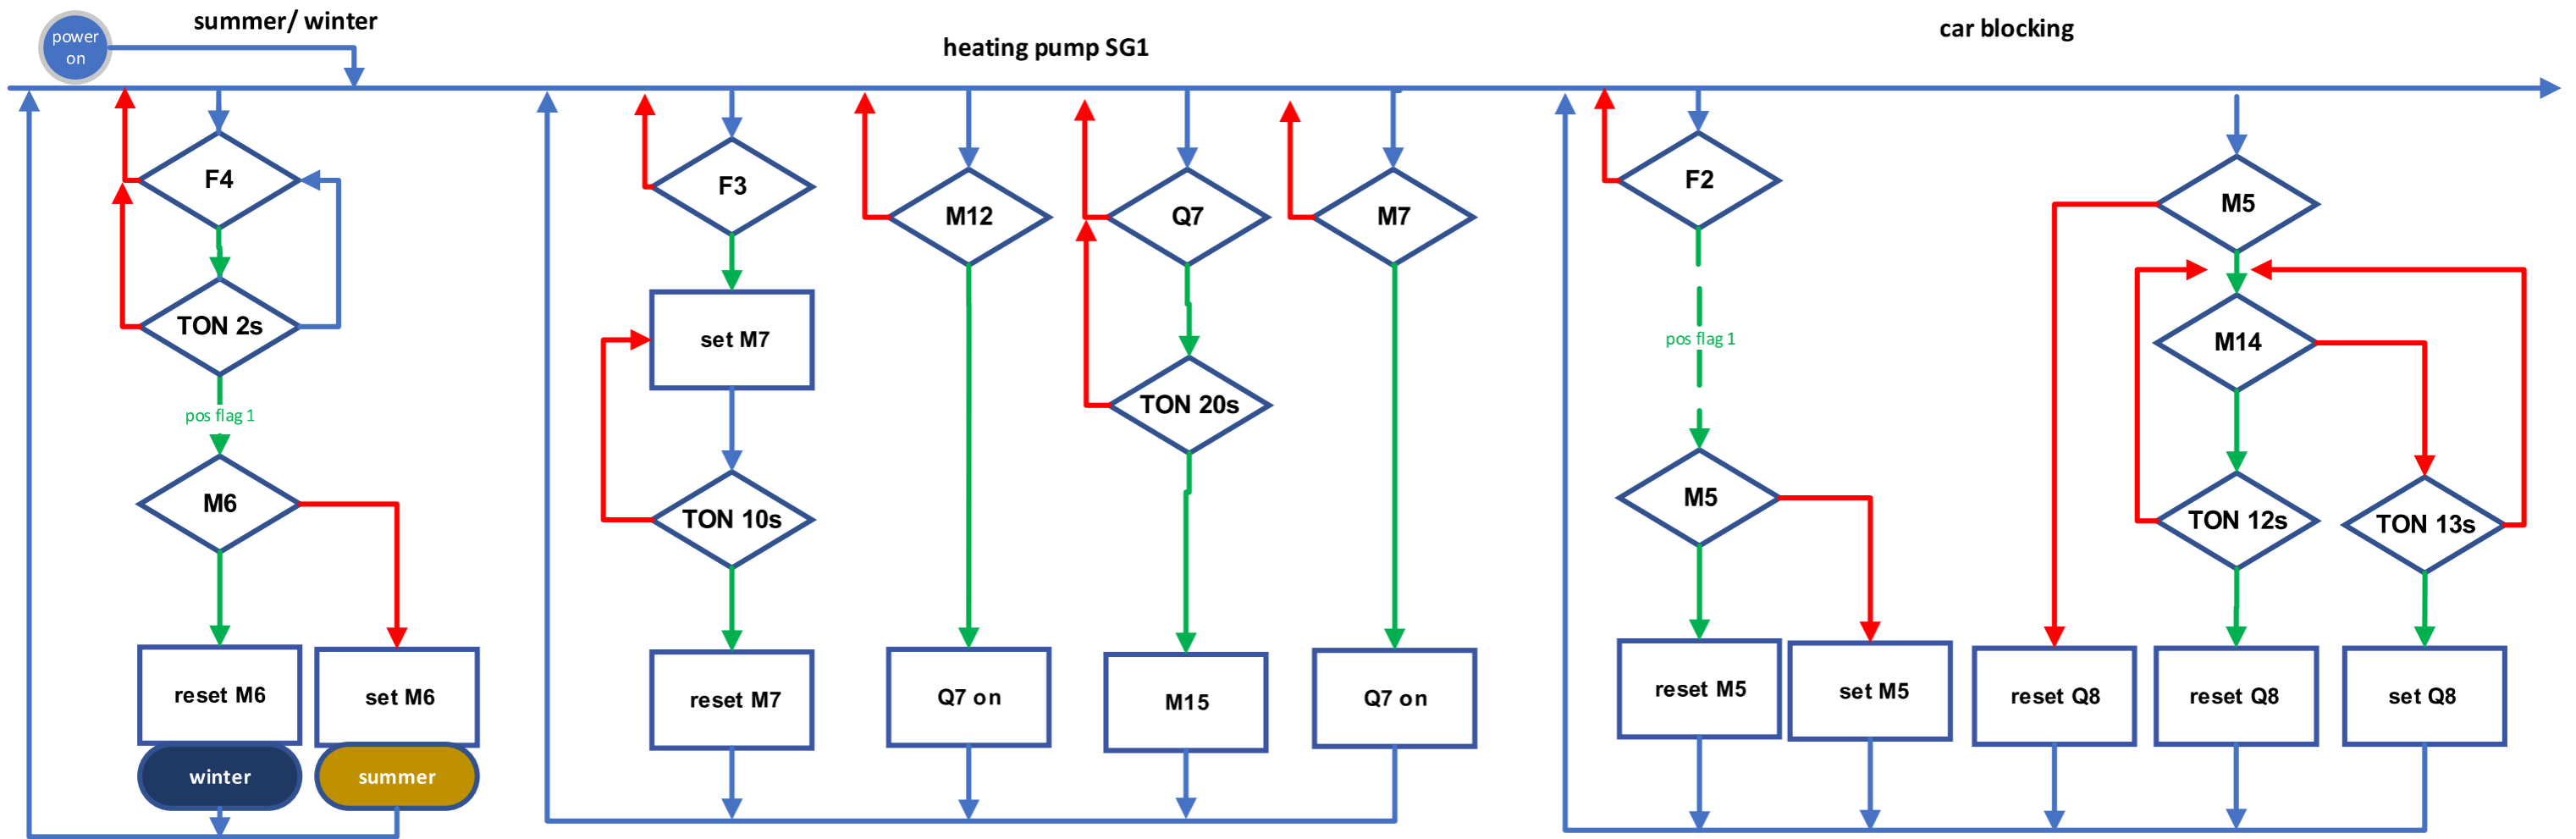 power
on
summer/ winter
heating pump SG1
car blocking
F4
TON 2s
pos flag 1
M6
reset M6
set M6
winter
summer
F3
set M7
TON 10s
reset M7
M12
Q7 on
Q7
TON 20s
M15
M7
Q7 on
F2
pos flag 1
M5
reset M5
set M5
M5
M14
TON 12s
TON 13s
reset Q8
reset Q8
set Q8